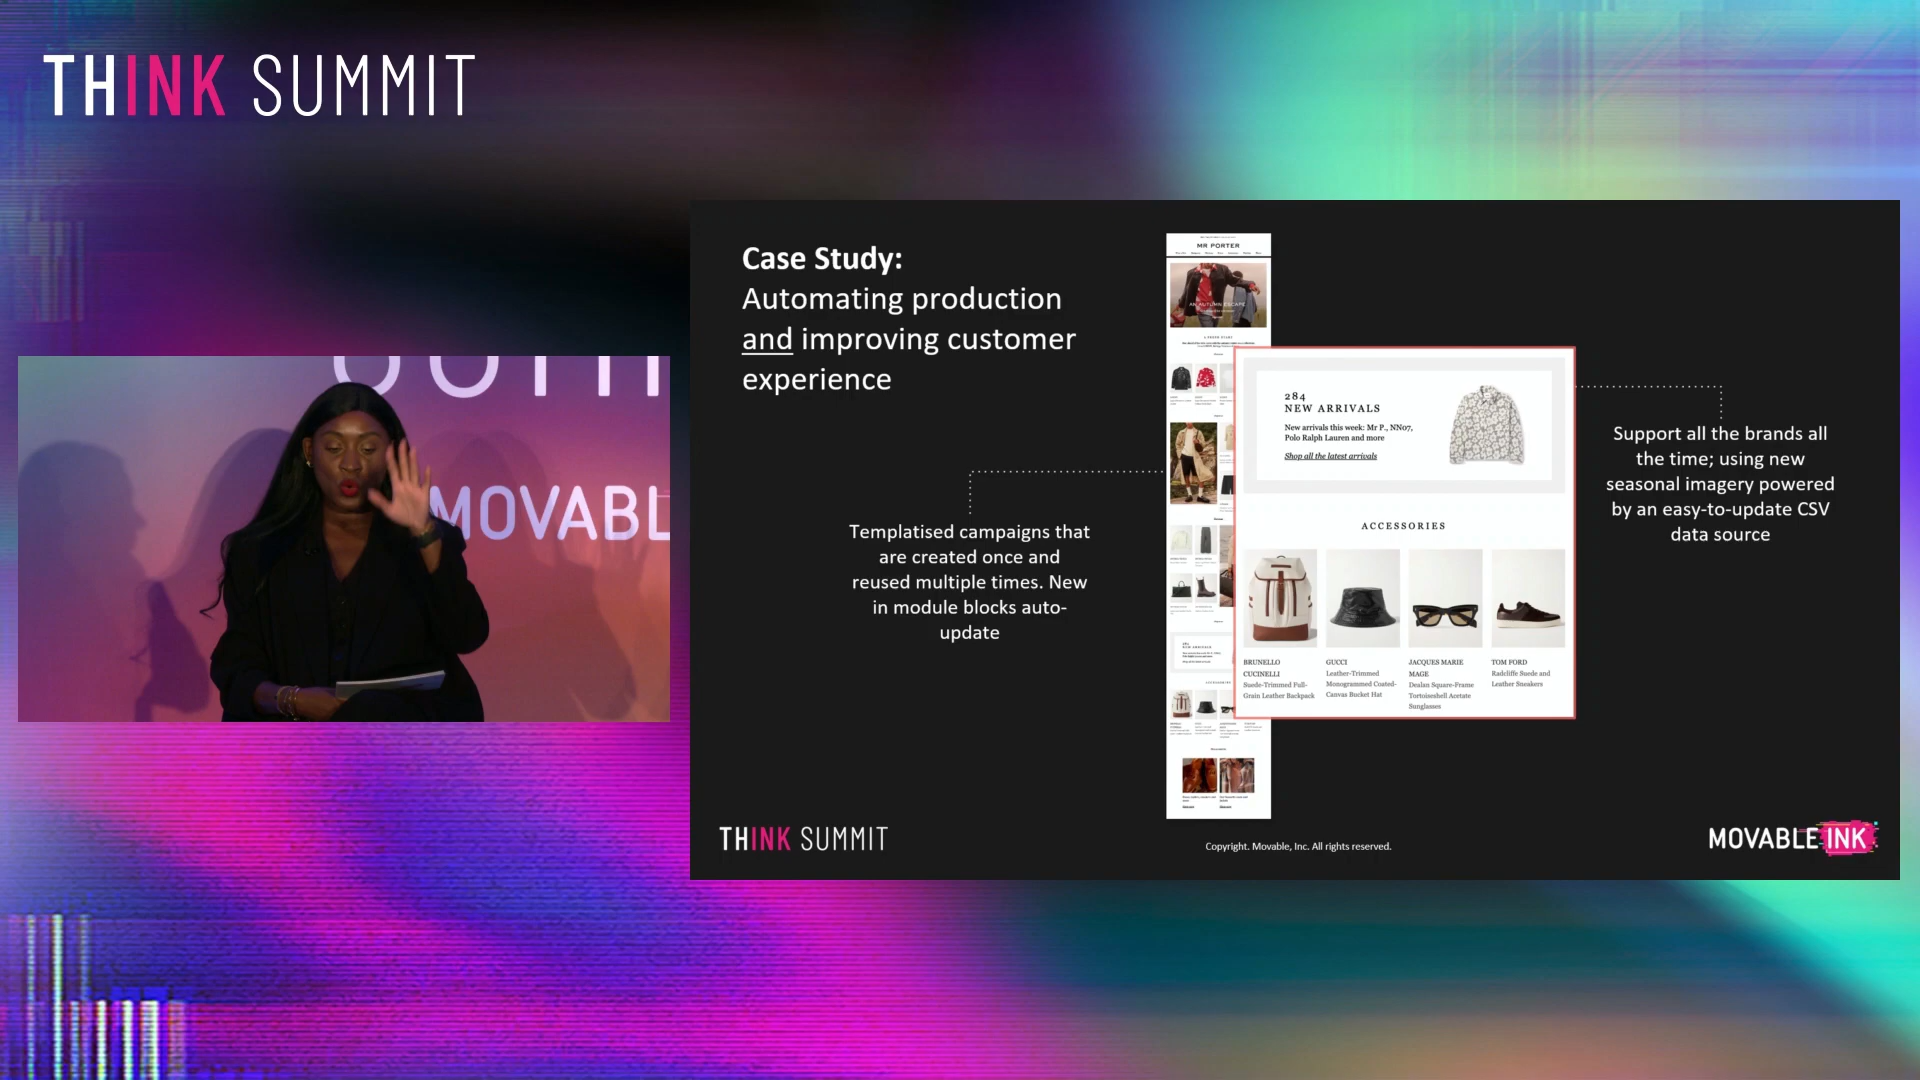 THINK SUMMIT
MOVABL
Case Study:
Automating production
and improving customer
experience
Templatised campaigns that
are created once and
reused multiple times. New
in module blocks auto-
update
MR PORTER
AN AUTUMN ESCAPE
284
NEW ARRIVALS
New arrivals this week: Mr P., NN07,
Polo Ralph Lauren and more
Shop all the latest arrivals
ACCESSORIES
BRUNELLO
CUCINELLI
Suede-Trimmed Full-
Grain Leather Backpack
GUCCI
Leather-Trimmed
Monogrammed Coated-
Canvas Bucket Hat
JACQUES MARIE
MAGE
Dealan Square-Frame
Tortoiseshell Acetate
Sunglasses
TOM FORD
Radcliffe Suede and
Leather Sneakers
Support all the brands all
the time; using new
seasonal imagery powered
by an easy-to-update CSV
data source
THINK SUMMIT
Copyright. Movable, Inc. All rights reserved.
MOVABLE INK